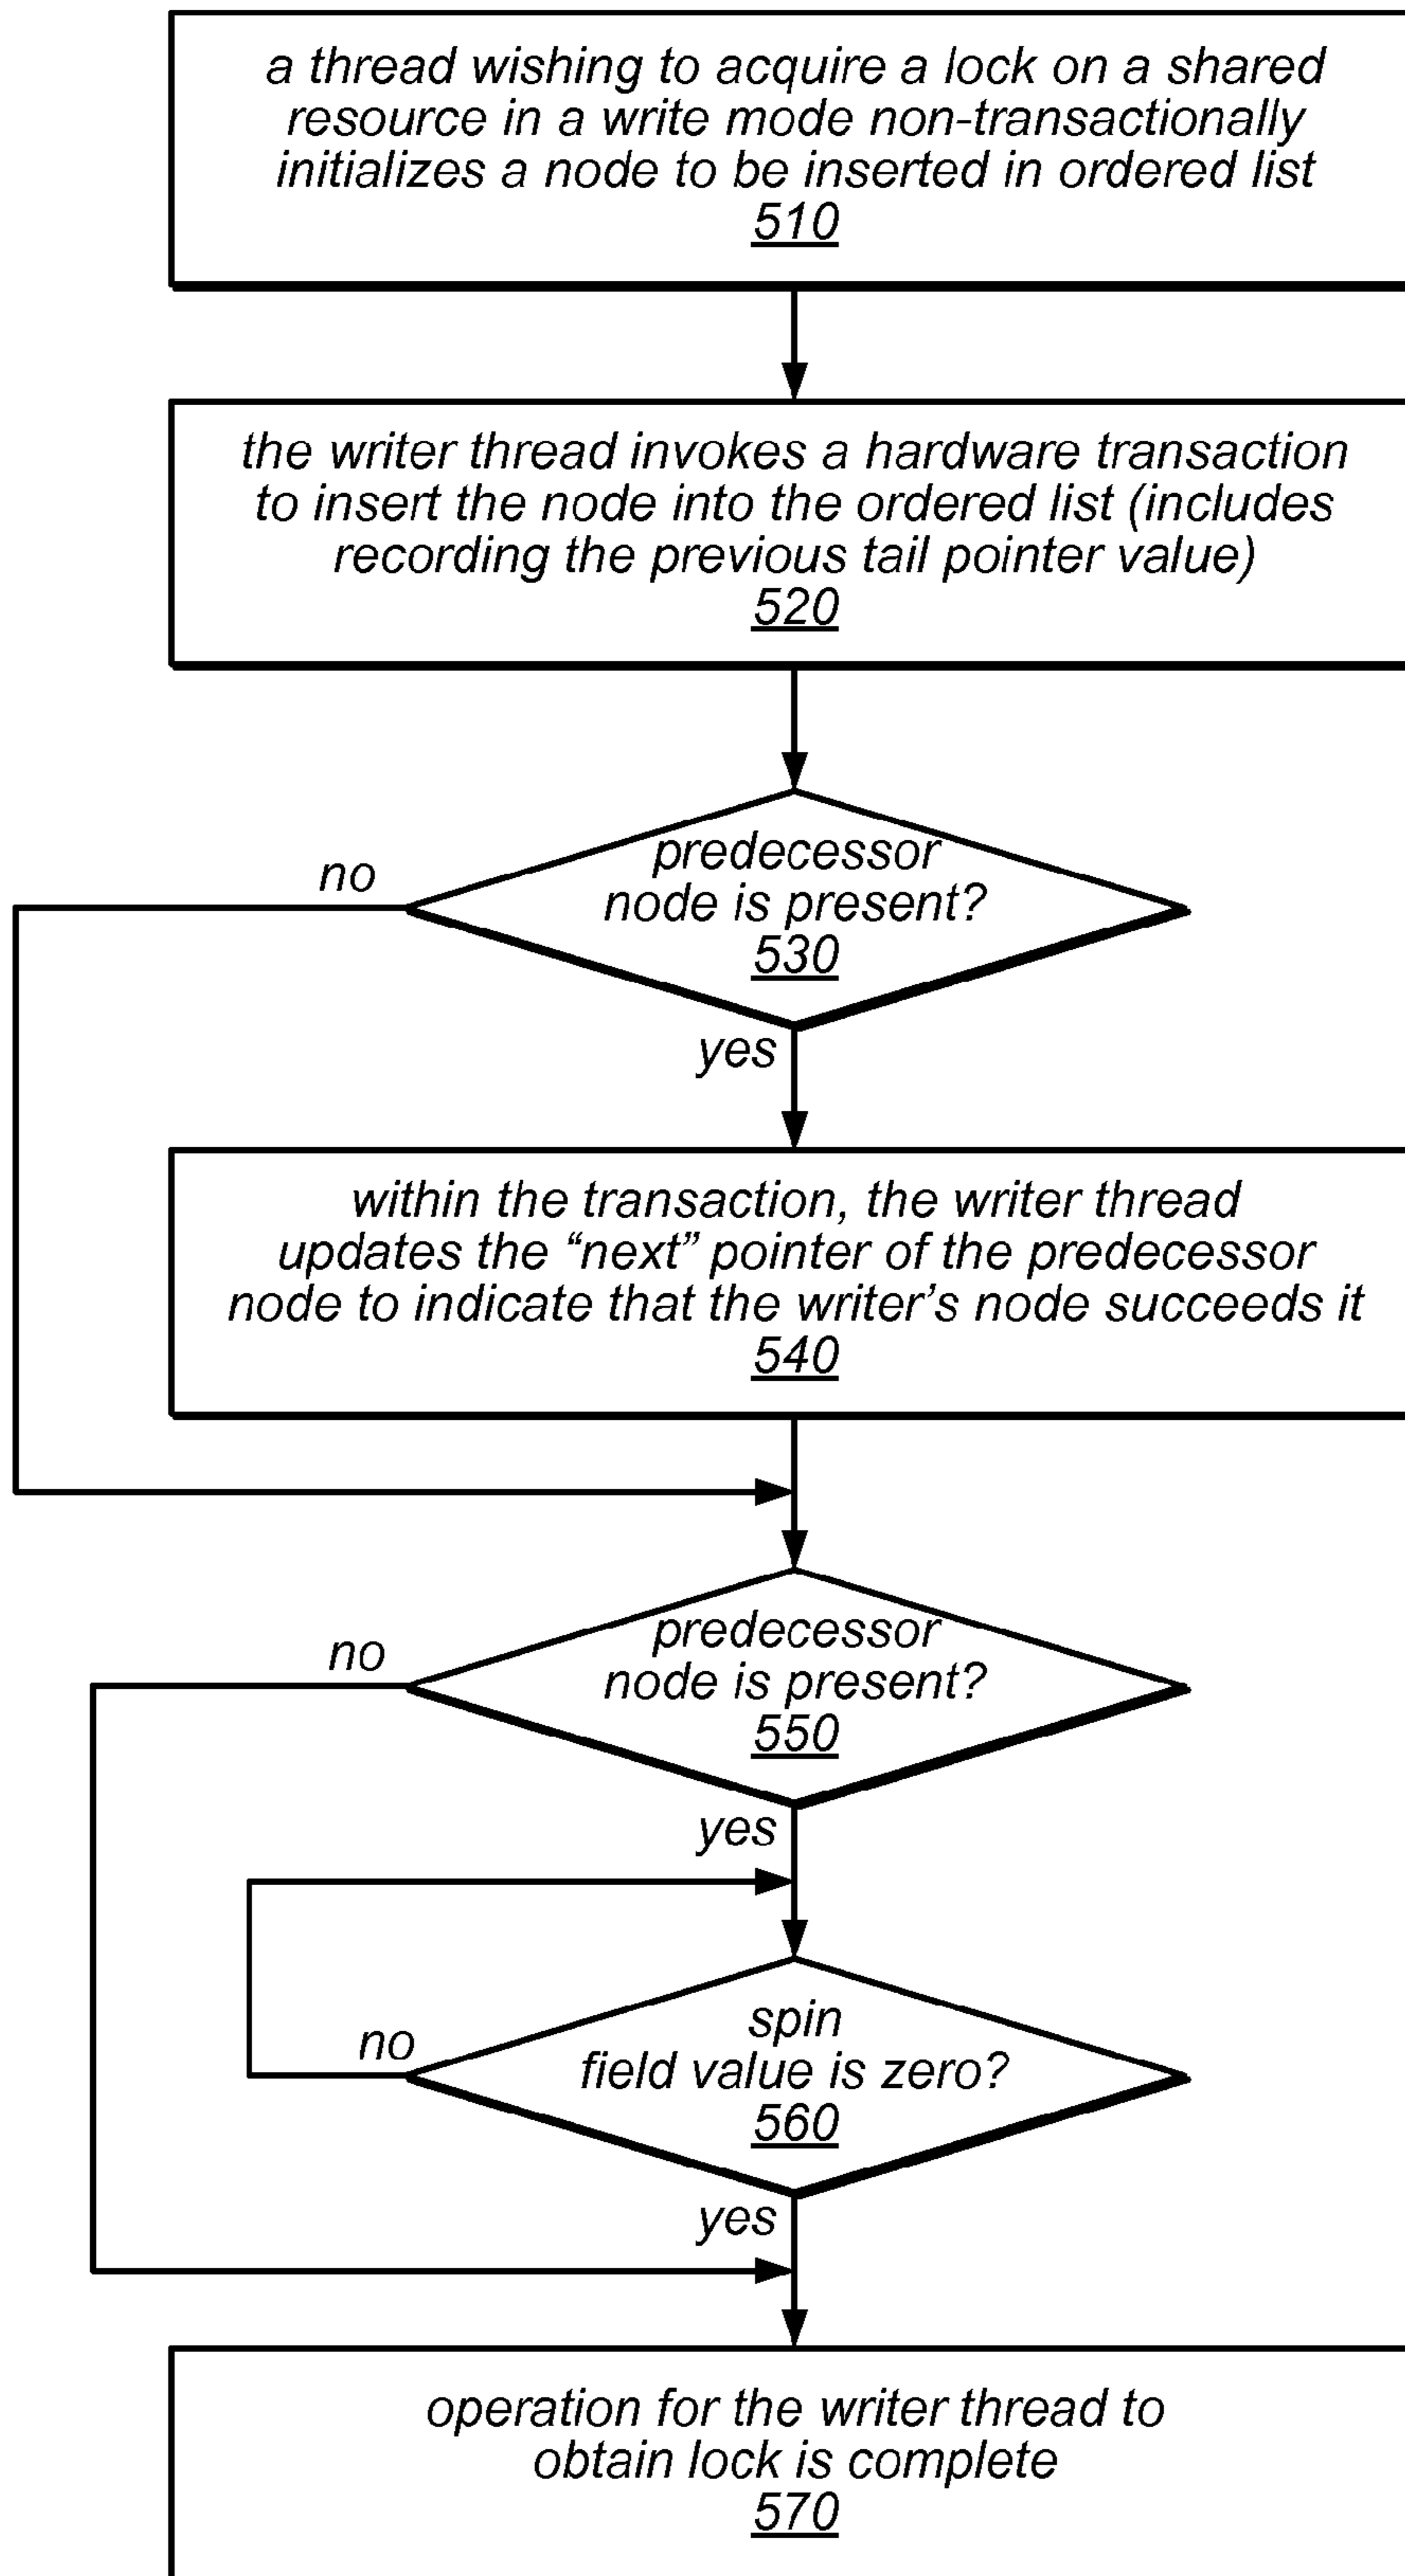 a thread wishing to acquire a lock on a shared
resource in a write mode non-transactionally
initializes a node to be inserted in ordered list
510
the writer thread invokes a hardware transaction
to insert the node into the ordered list (includes
recording the previous tail pointer value)
520
predecessor
node is present?
530
no
yes
within the transaction, the writer thread
updates the “next” pointer of the predecessor
node to indicate that the writer’s node succeeds it
540
predecessor
node is present?
550
no
yes
spin
field value is zero?
560
no
yes
operation for the writer thread to
obtain lock is complete
570